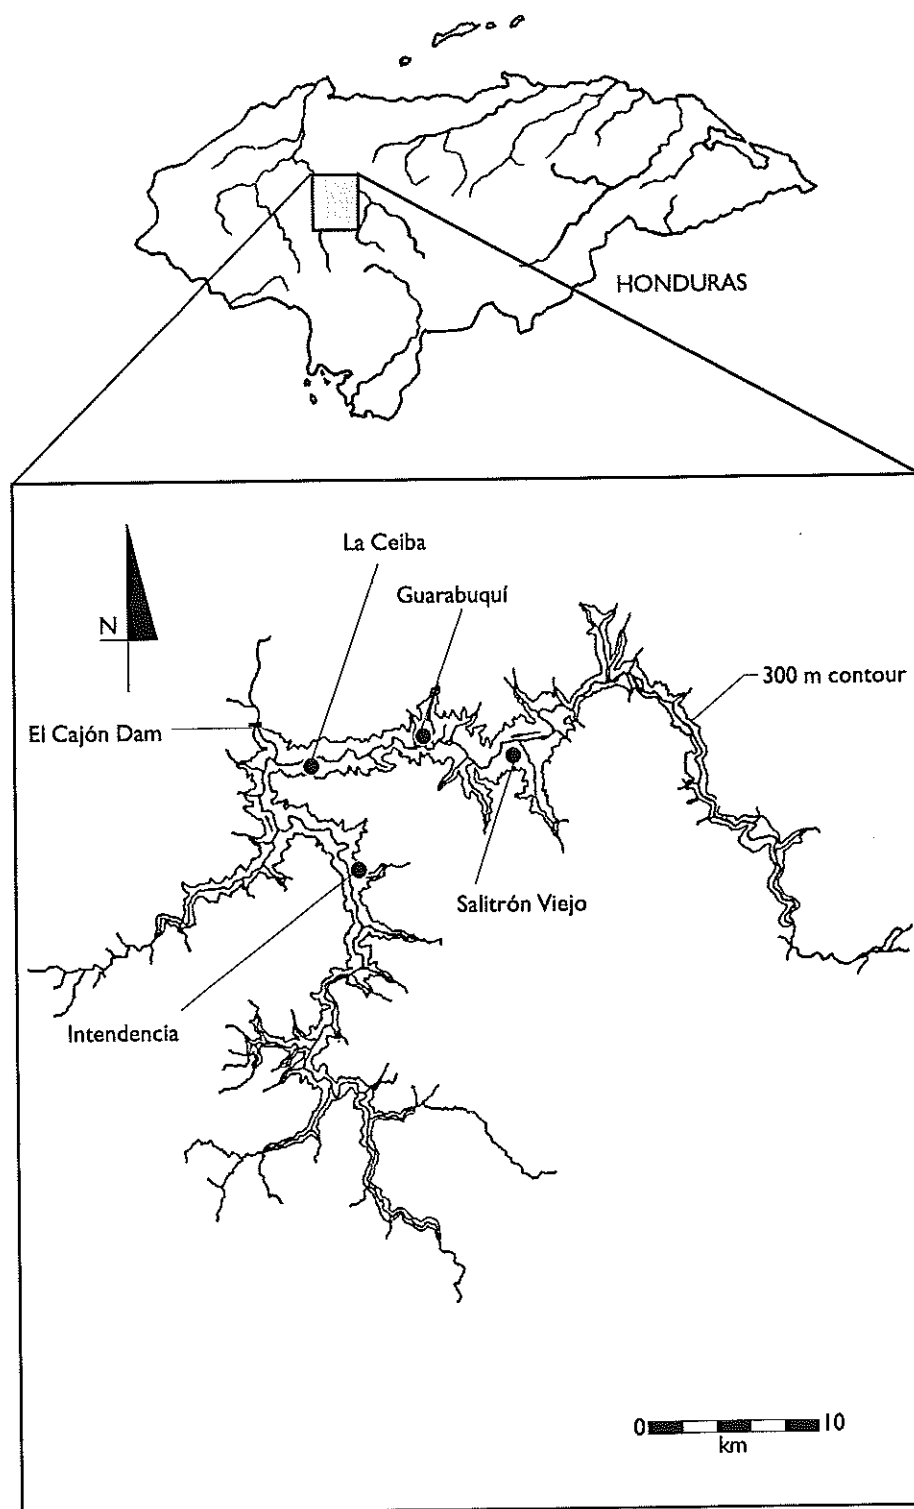 HONDURAS
La Ceiba
Guarabuquí
N
300 m contour
El Cajón Dam
Salitrón Viejo
Intendencia
0 10
km